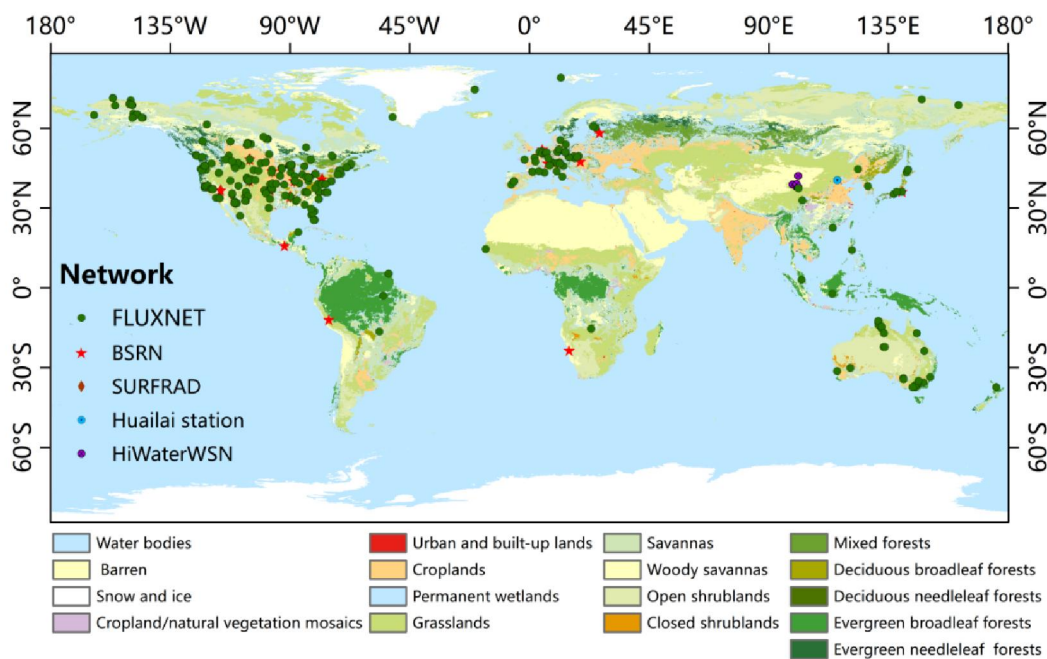 180° 135°W 90°W 45°W 0° 45°E 90°E 135°E 180°
60°N 60°N
30°N 30°N
0° 0°
30°S 30°S
60°S 60°S
Network
FLUXNET
BSRN
SURFRAD
Huailai station
HiWaterWSN
Water bodies Urban and built-up lands Savannas Mixed forests
Barren Croplands Woody savannas Deciduous broadleaf forests
Snow and ice Permanent wetlands Open shrublands Deciduous needleleaf forests
Cropland/natural vegetation mosaics Grasslands Closed shrublands Evergreen broadleaf forests
Evergreen needleleaf forests